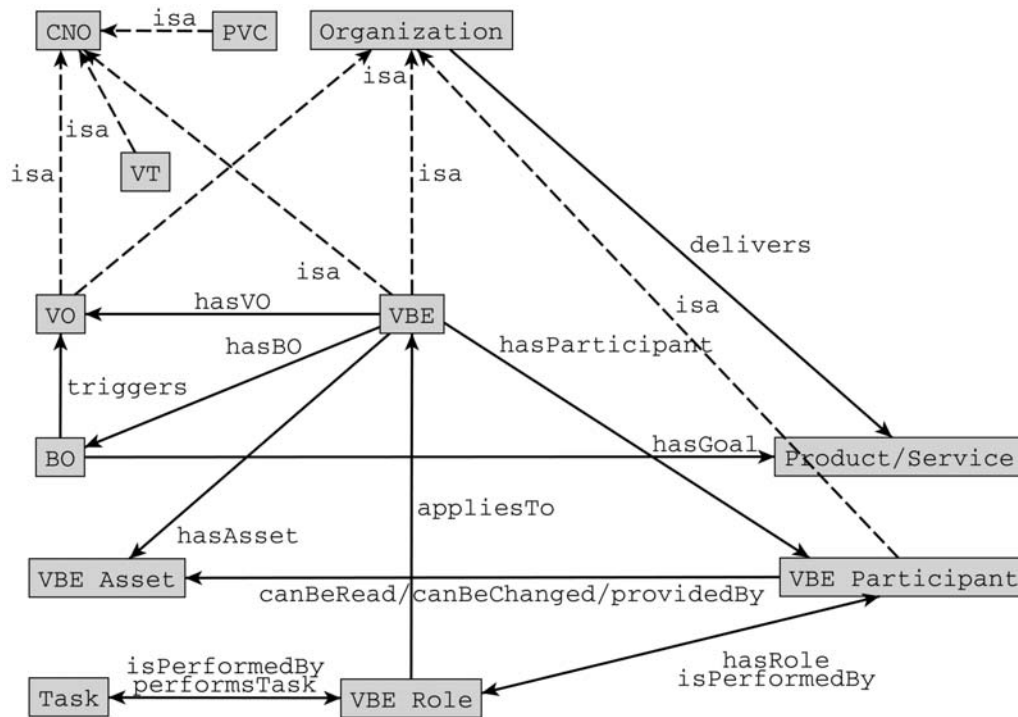 CNO
isa
PVC
Organization
isa
isa
isa
isa
VT
delivers
isa
isa
VO
hasVO
VBE
hasBO
hasParticipant
triggers
BO
hasGoal
Product/Service
appliesTo
hasAsset
VBE Asset
VBE Participant
canBeRead/canBeChanged/providedBy
isPerformedBy
performsTask
hasRole
isPerformedBy
Task
VBE Role